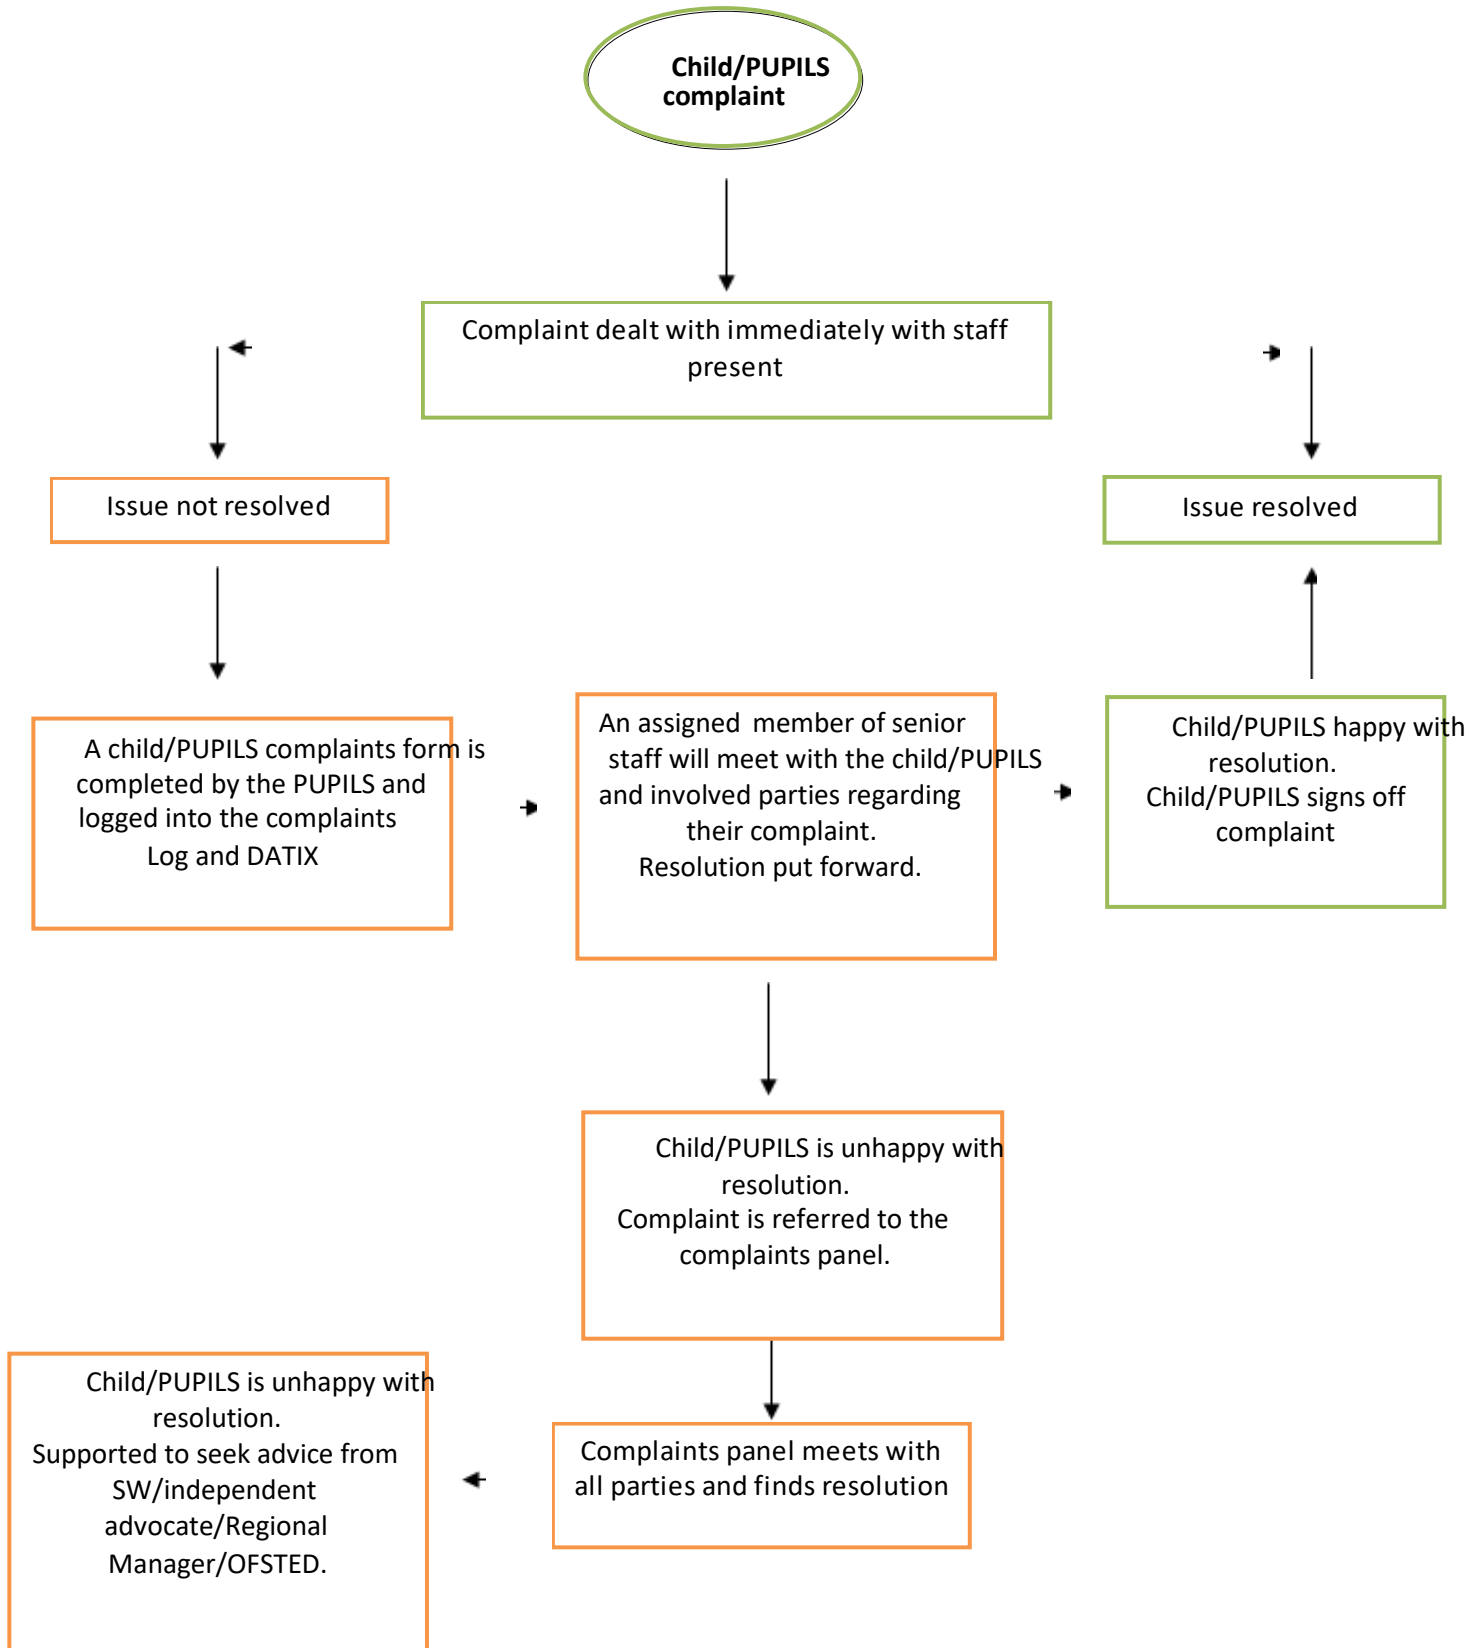 Child/PUPILS
complaint
Complaint dealt with immediately with staff
present
Issue not resolved
Issue resolved
A child/PUPILS complaints form is
completed by the PUPILS and
logged into the complaints
Log and DATIX
An assigned member of senior
staff will meet with the child/PUPILS
and involved parties regarding
their complaint.
Resolution put forward.
Child/PUPILS happy with
resolution.
Child/PUPILS signs off
complaint
Child/PUPILS is unhappy with
resolution.
Complaint is referred to the
complaints panel.
Child/PUPILS is unhappy with
resolution.
Supported to seek advice from
SW/independent
advocate/Regional
Manager/OFSTED.
Complaints panel meets with
all parties and finds resolution